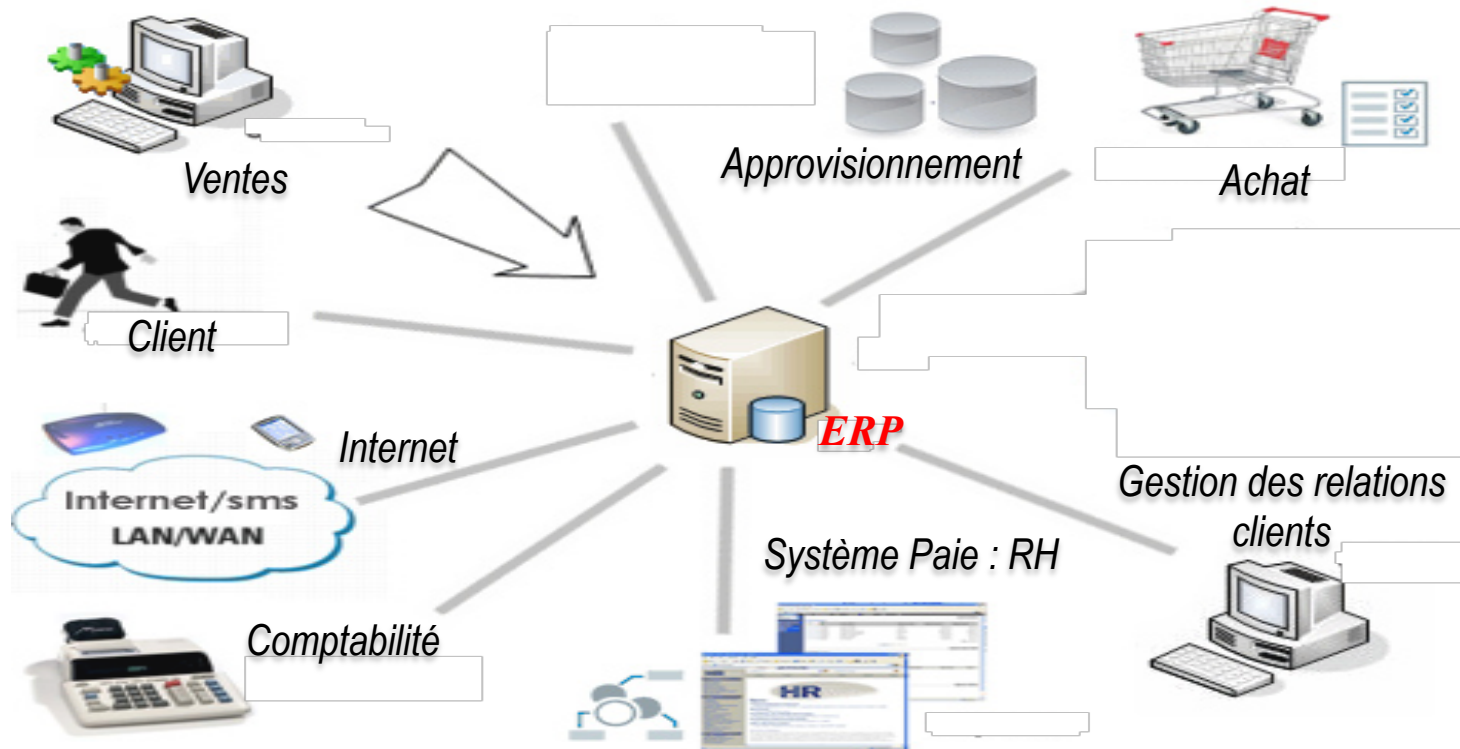 Ventes
Approvisionnement
Achat
Client
ERP
Internet
Internet/sms
LAN/WAN
Gestion des relations
clients
Système Paie : RH
Comptabilité
HR